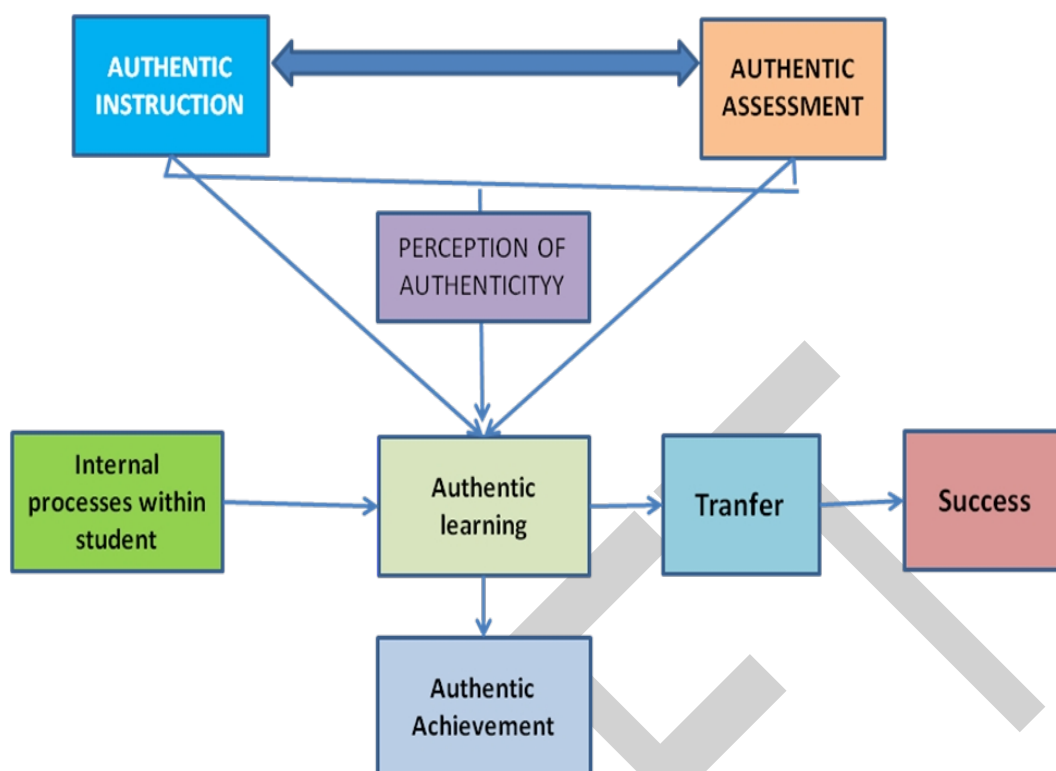 AUTHENTIC
INSTRUCTION
AUTHENTIC
ASSESSMENT
PERCEPTION OF
AUTHENTICITYY
Internal
processes within
student
Authentic
learning
Tranfer
Success
Authentic
Achievement